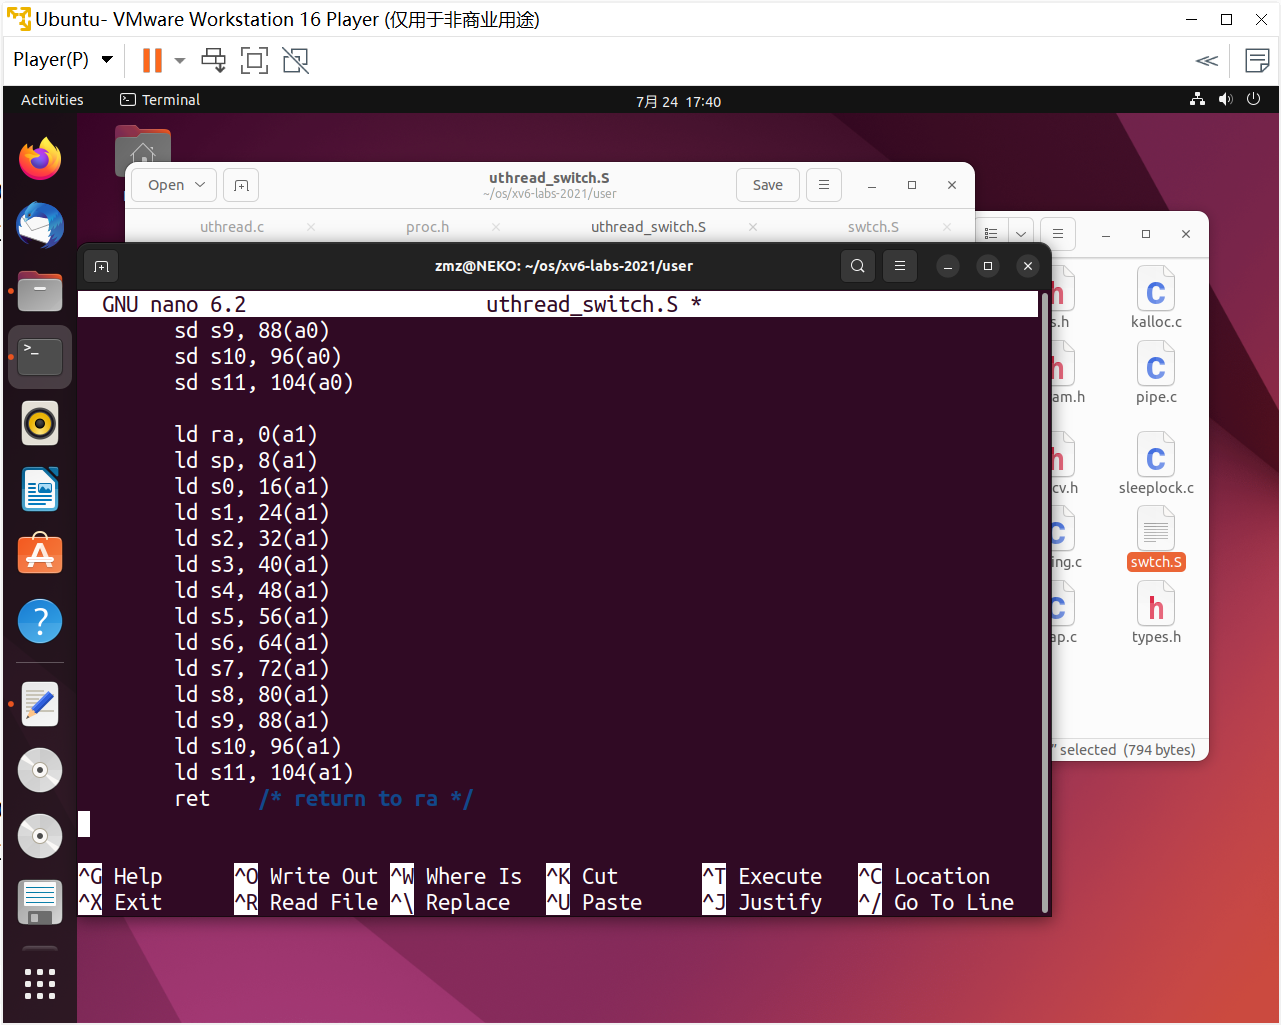 Ubuntu- VMware Workstation 16 Player (仅用于非商业用途)
Player(P)
Activities
Terminal
7月 24 17:40
Open
uthread_switch.S
~/os/xv6-labs-2021/user
Save
uthread.c
proc.h
uthread_switch.S
swtch.S
zmz@NEKO: ~/os/xv6-labs-2021/user
GNU nano 6.2
uthread_switch.S *
sd s9, 88(a0)
sd s10, 96(a0)
sd s11, 104(a0)
ld ra, 0(a1)
ld sp, 8(a1)
ld s0, 16(a1)
ld s1, 24(a1)
ld s2, 32(a1)
ld s3, 40(a1)
ld s4, 48(a1)
ld s5, 56(a1)
ld s6, 64(a1)
ld s7, 72(a1)
ld s8, 80(a1)
ld s9, 88(a1)
ld s10, 96(a1)
ld s11, 104(a1)
ret /* return to ra */
^G Help ^O Write Out ^W Where Is ^K Cut ^T Execute ^C Location
^X Exit ^R Read File ^\ Replace ^U Paste ^J Justify ^/ Go To Line
s.h
kalloc.c
am.h
pipe.c
cv.h
sleeplock.c
ing.c
swtch.S
ap.c
types.h
” selected (794 bytes)